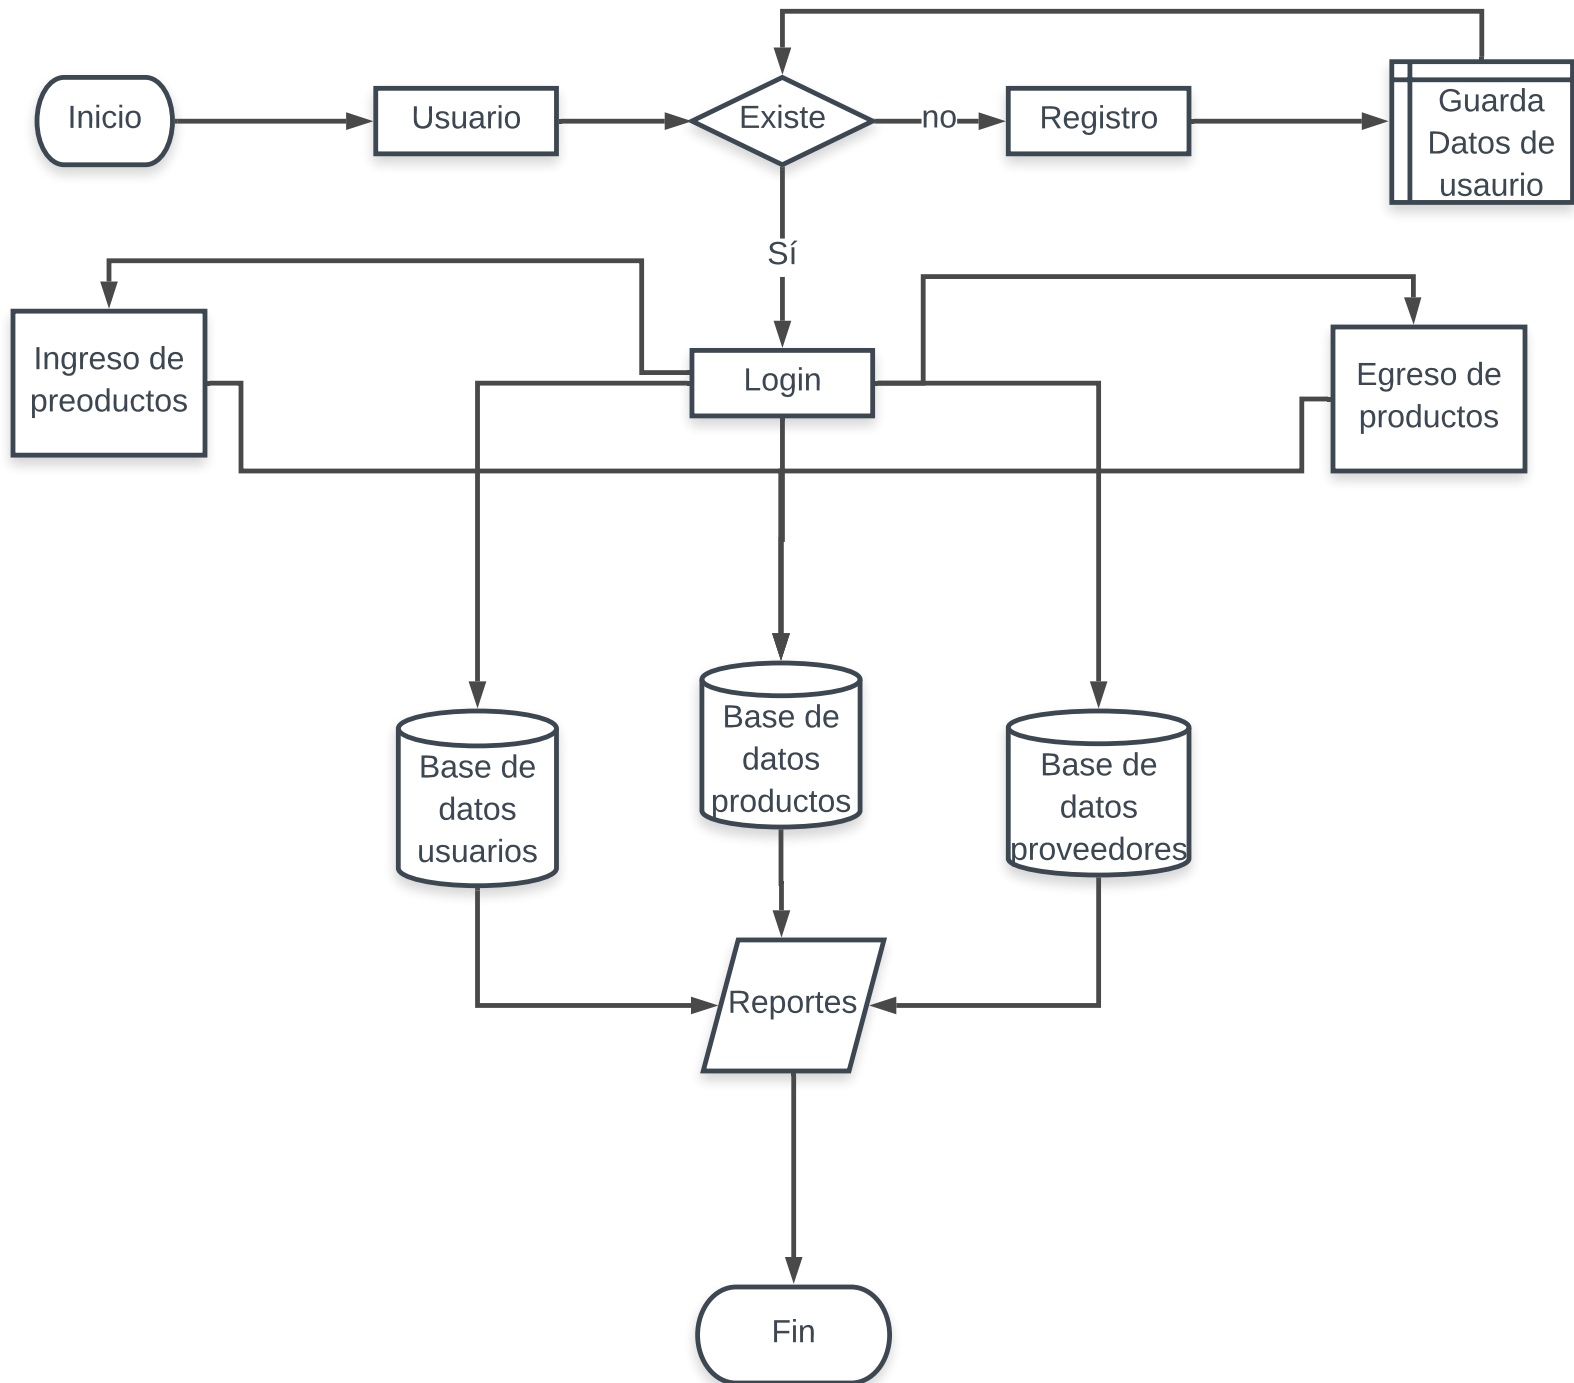 Inicio
Usuario
Existe
no
Registro
Guarda
Datos de
usaurio
Sí
Ingreso de
preoductos
Login
Egreso de
productos
Base de
datos
usuarios
Base de
datos
productos
Base de
datos
proveedores
Reportes
Fin